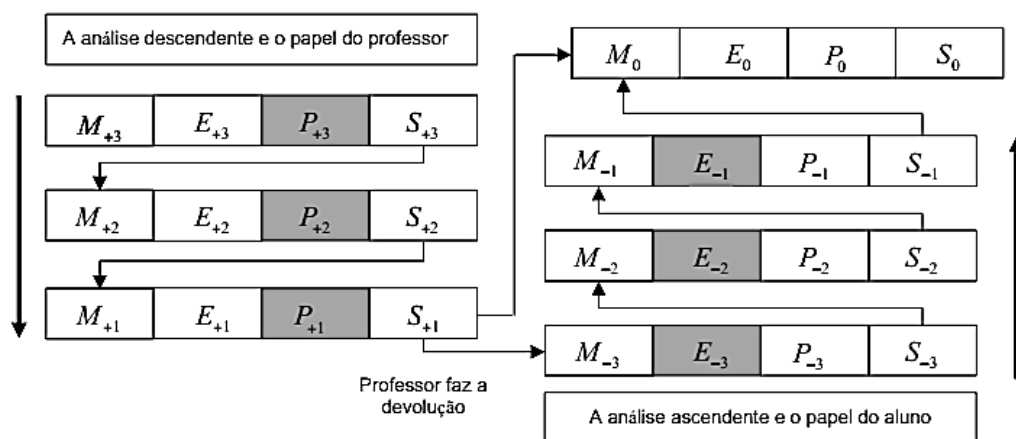 A análise descendente e o papel do professor
M+3 E+3 P+3 S+3
M+2 E+2 P+2 S+2
M+1 E+1 P+1 S+1
Professor faz a
devolução
M0 E0 P0 S0
M−1 E−1 P−1 S−1
M−2 E−2 P−2 S−2
M−3 E−3 P−3 S−3
A análise ascendente e o papel do aluno